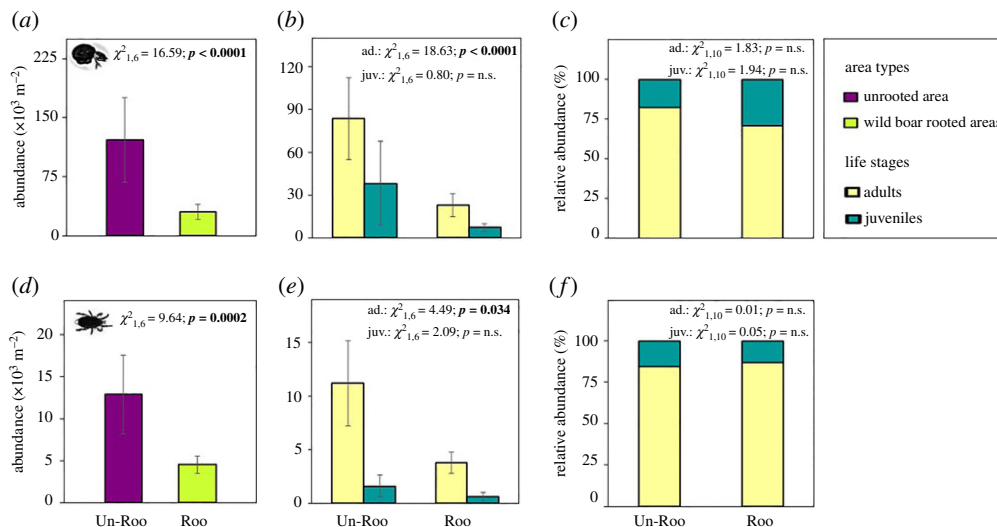 (a)
χ²1,6 = 16.59; p < 0.0001
abundance (×10³ m⁻²)
225
150
75
0
(b)
ad.: χ²1,6 = 18.63; p < 0.0001
juv.: χ²1,6 = 0.80; p = n.s.
120
90
60
30
0
(c)
ad.: χ²1,10 = 1.83; p = n.s.
juv.: χ²1,10 = 1.94; p = n.s.
relative abundance (%)
100
75
50
25
0
area types
unrooted area
wild boar rooted areas
life stages
adults
juveniles
(d)
χ²1,6 = 9.64; p = 0.0002
abundance (×10³ m⁻²)
20
15
10
5
0
Un-Roo Roo
(e)
ad.: χ²1,6 = 4.49; p = 0.034
juv.: χ²1,6 = 2.09; p = n.s.
15
10
5
0
Un-Roo Roo
(f)
ad.: χ²1,10 = 0.01; p = n.s.
juv.: χ²1,10 = 0.05; p = n.s.
relative abundance (%)
100
75
50
25
0
Un-Roo Roo